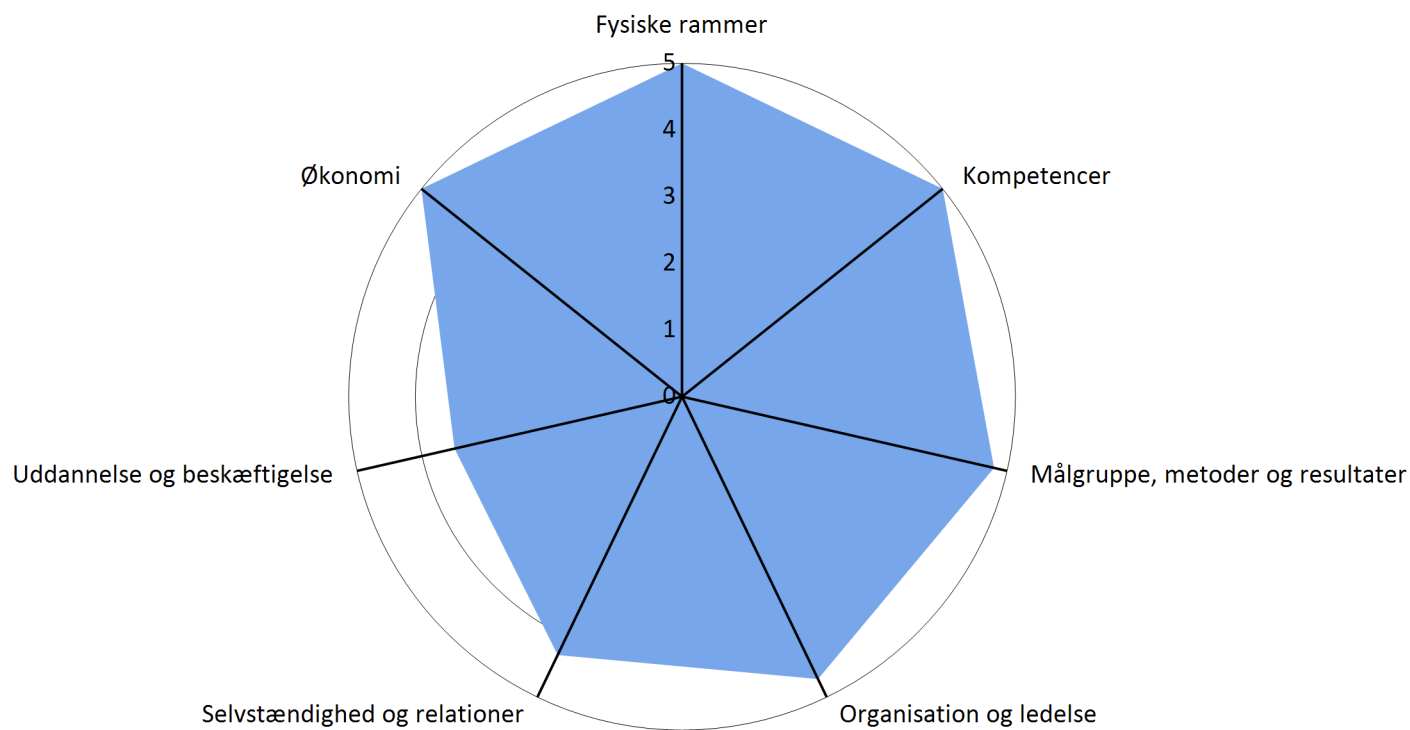 Fysiske rammer
5
4
Økonomi
Kompetencer
3
2
1
0
Uddannelse og beskæftigelse
Målgruppe, metoder og resultater
Selvstændighed og relationer
Organisation og ledelse